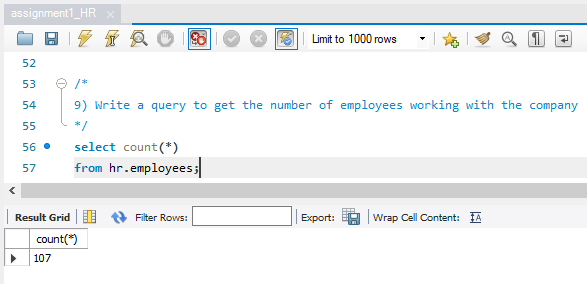 assignment1_HR
Limit to 1000 rows
52
53 /*
54 9) Write a query to get the number of employees working with the company
55 */
56 select count(*)
57 from hr.employees;
Result Grid Filter Rows: Export: Wrap Cell Content:
count(*)
107